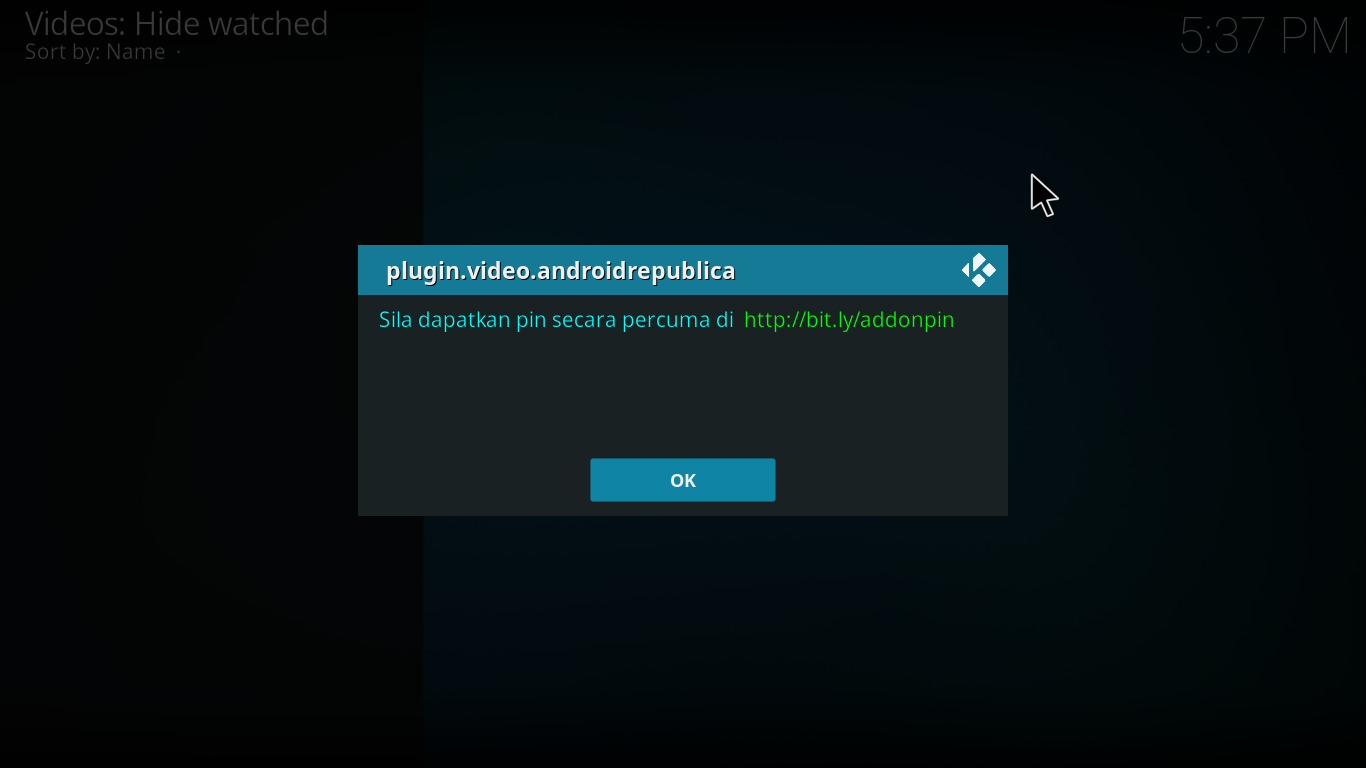 Videos: Hide watched
Sort by: Name ·
5:37 PM
plugin.video.androidrepublica
Sila dapatkan pin secara percuma di http://bit.ly/addonpin
OK